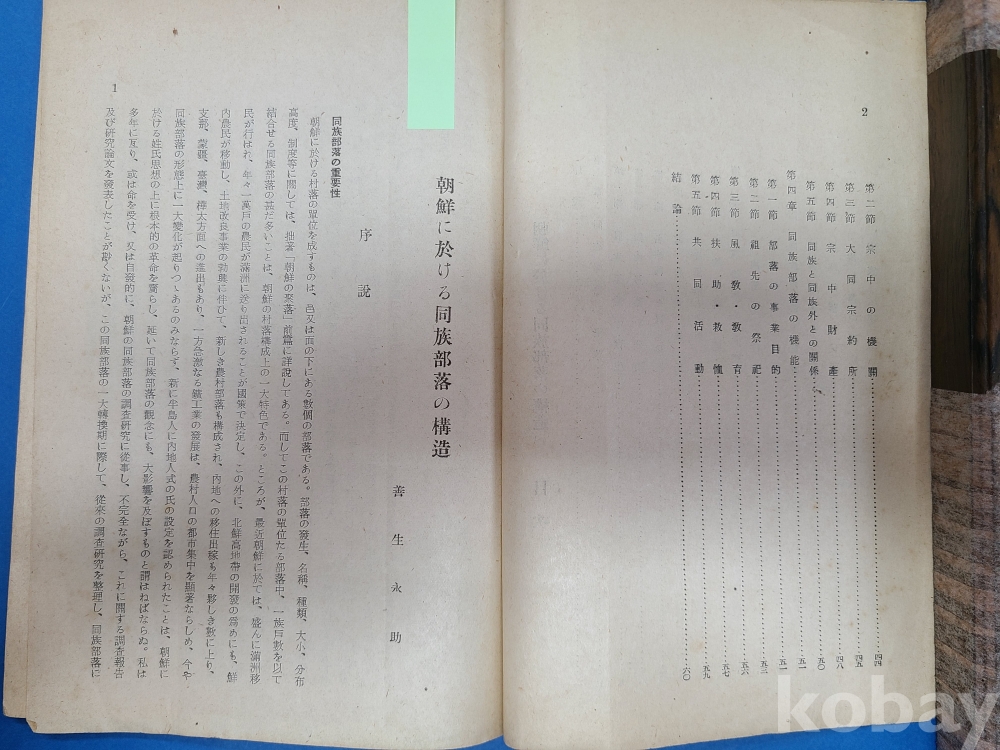 2
第二節 宗中の機關……四四
第三節 大同宗約所……四五
第四節 宗中財產……四八
第五節 同族と同族外との關係……五〇
第四章 同族部落の機能……五一
第一節 部落の事業目的……五一
第二節 祖先の祭祀……五三
第三節 風敎・敎育……五六
第四節 扶助・救恤……五七
第五節 共同活動……五九
結論……六〇
朝鮮に於ける同族部落の構造
善生永助
序說
同族部落の重要性
朝鮮に於ける村落の單位を成すものは、邑又は面の下にある數個の部落である。部落の發生、名稱、種類、大小、分布
高度、制度等に關しては、拙著「朝鮮の聚落」前篇に詳說してある。而してこの村落の單位たる部落中、一族戶數を以て
結合せる同族部落の甚だ多いことは、朝鮮の村落構成上の一大特色である。ところが、最近朝鮮に於ては、盛んに滿洲移
民が行はれ、年々一萬戶の農民が滿洲に送り出されることが國策で決定し、この外に、北鮮高地帶の開發の爲めにも、鮮
內農民が移動し、土地改良事業の勃興に伴ひて、新しき農村部落も構成され、內地への移住出稼も年々夥しき數に上り、
支那、蒙疆、臺灣、樺太方面への進出もあり、一方急激なる鑛工業の發展は、農村人口の都市集中を顯著ならしめ、今や
同族部落の形態上に一大變化が起りつゝあるのみならず、新に半島人に內地人式の氏の設定を認められたことは、朝鮮に
於ける姓氏思想の上に根本的の革命を齎らし、延いて同族部落の觀念にも、大影響を及ぼすものと謂はねばならぬ。私は
多年に亙り、或は命を受け、又は自發的に、朝鮮の同族部落の調査硏究に從事し、不完全ながら、これに關する調査報告
及び硏究論文を發表したことが尠くないが、この同族部落の一大轉換期に際して、從來の調査硏究を整理し、同族部落に
1
kobay